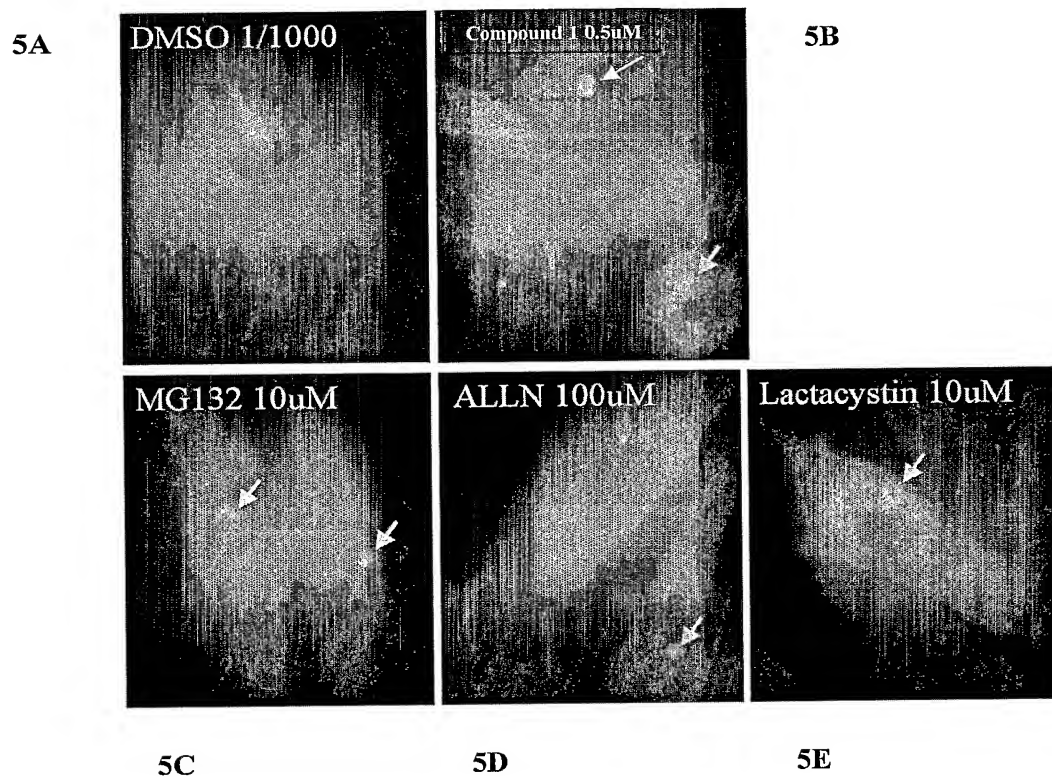 5A
DMSO 1/1000
Compound 1 0.5uM
5B
MG132 10uM
ALLN 100uM
Lactacystin 10uM
5C
5D
5E